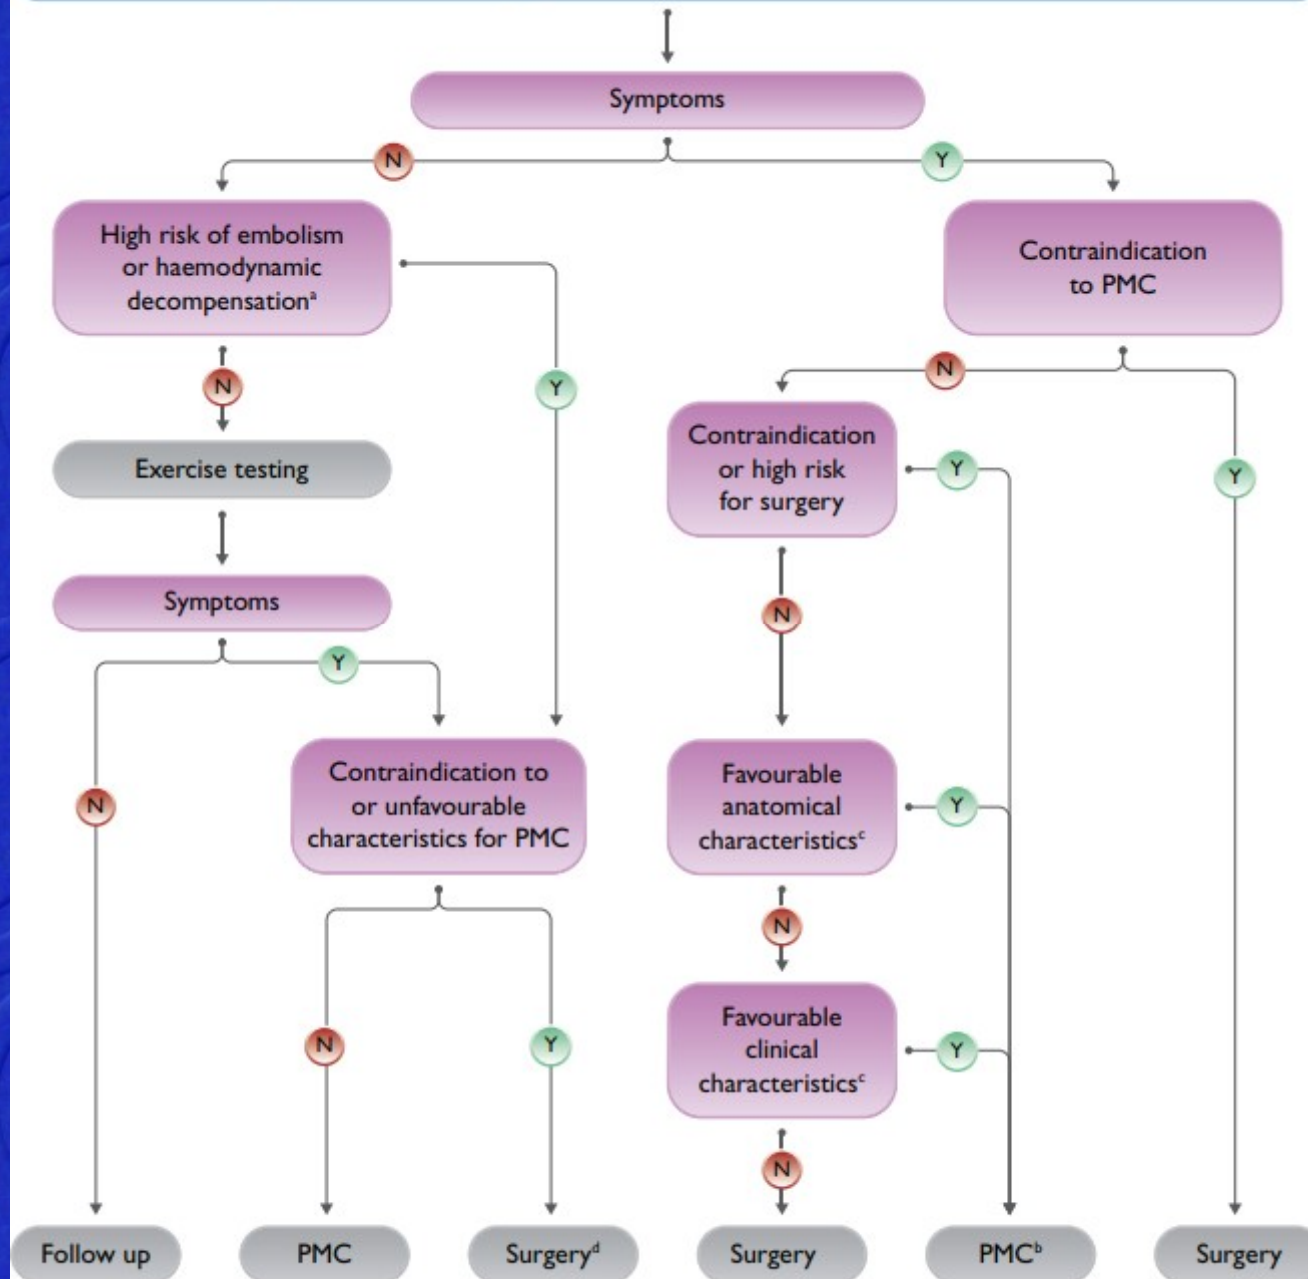 Symptoms
N
Y
High risk of embolism
or haemodynamic
decompensationᵃ
Contraindication
to PMC
N
Y
N
Y
Exercise testing
Contraindication
or high risk
for surgery
Y
N
Symptoms
Y
N
Contraindication to
or unfavourable
characteristics for PMC
Favourable
anatomical
characteristicsᶜ
Y
N
N
Y
Favourable
clinical
characteristicsᶜ
Y
N
Follow up
PMC
Surgeryᵈ
Surgery
PMCᵇ
Surgery